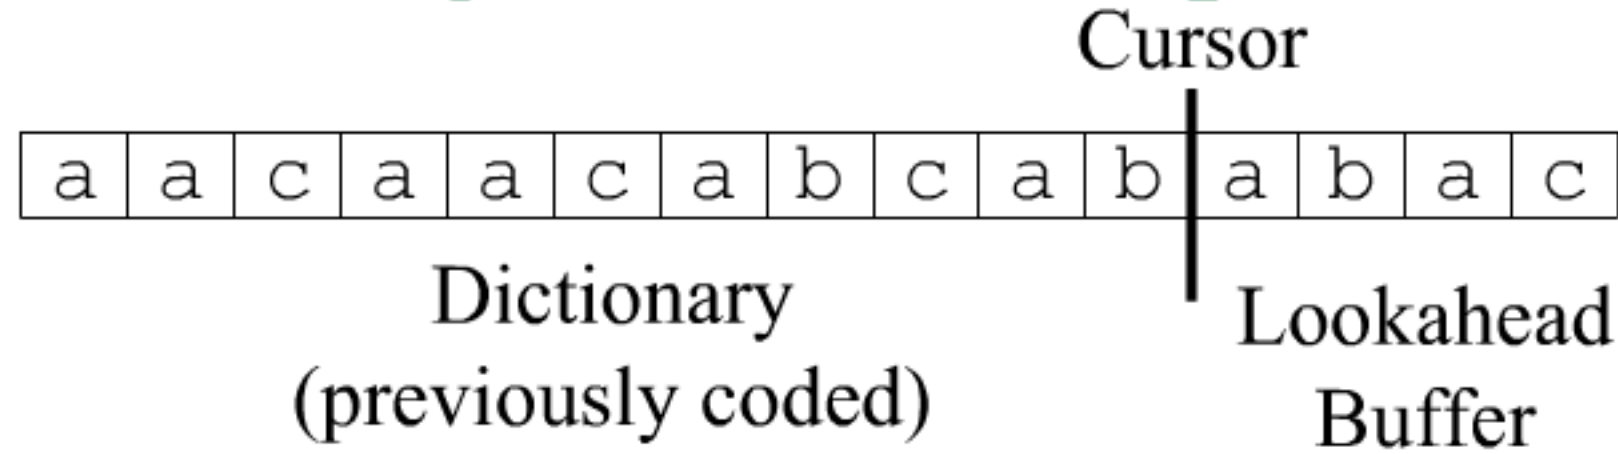 Cursor
a a c a a c a b c a b a b a c
Dictionary
(previously coded)
Lookahead
Buffer